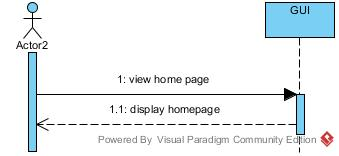 GUI
Actor2
1: view home page
1.1: display homepage
Powered By Visual Paradigm Community Edition